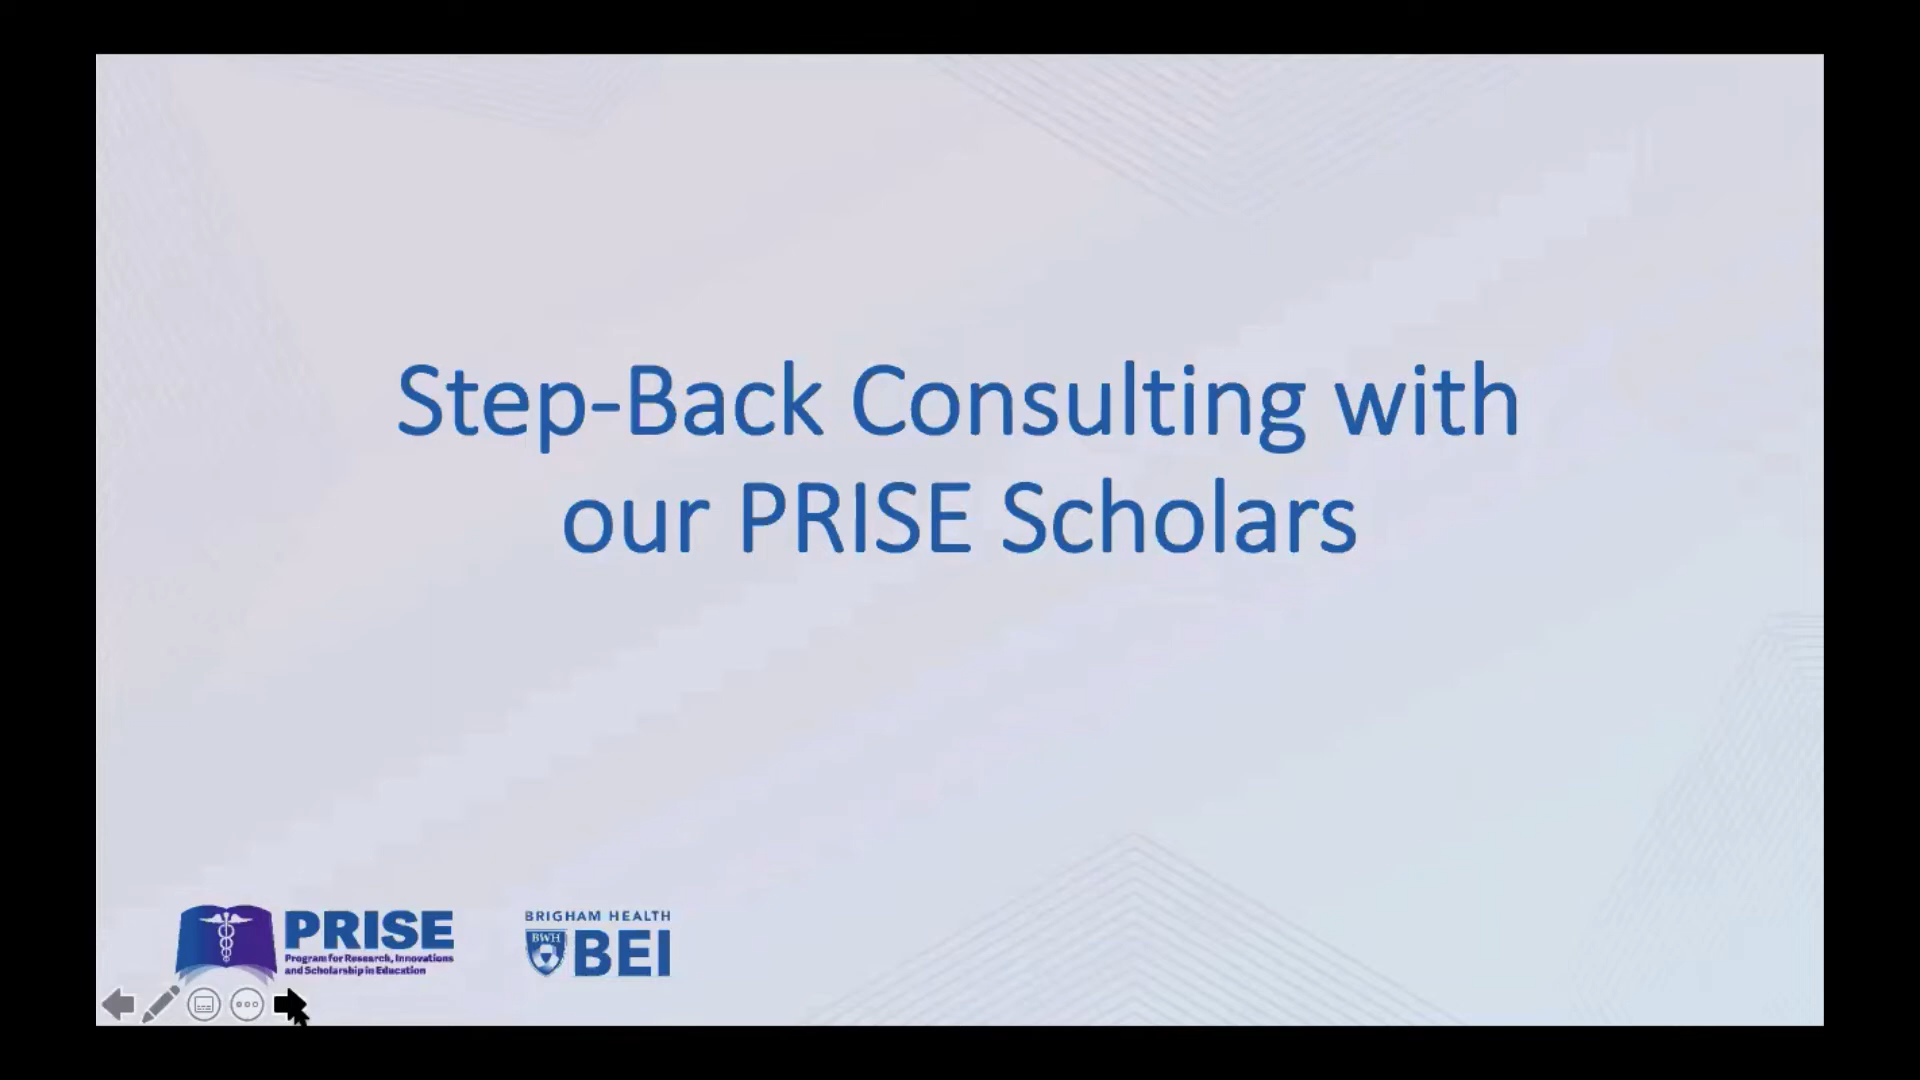 Step-Back Consulting with
our PRISE Scholars
PRISE
Program for Research, Innovations
and Scholarship in Education
BRIGHAM HEALTH
BWH
BEI